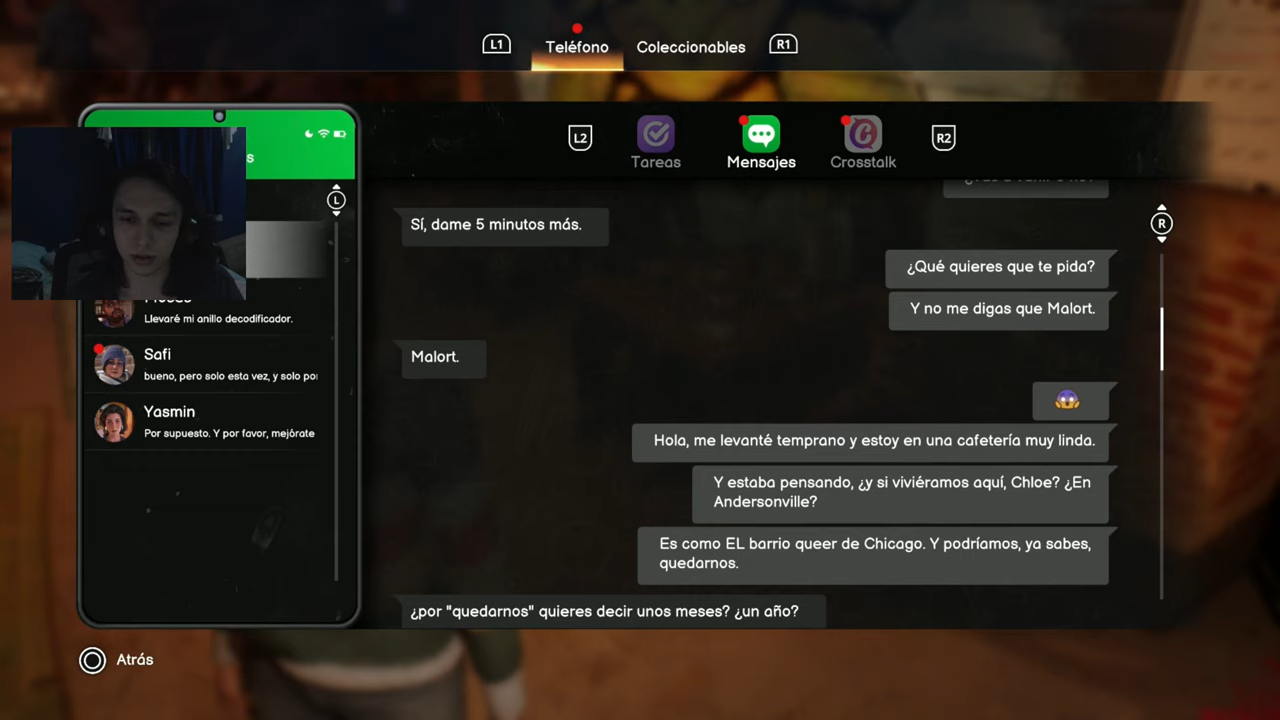 L1
Teléfono
Coleccionables
R1
L2
Tareas
Mensajes
Crosstalk
R2
L
Llevaré mi anillo decodificador.
Safi
bueno, pero solo esta vez, y solo por
Yasmin
Por supuesto. Y por favor, mejórate
R
Sí, dame 5 minutos más.
¿Qué quieres que te pida?
Y no me digas que Malort.
Malort.
Hola, me levanté temprano y estoy en una cafetería muy linda.
Y estaba pensando, ¿y si viviéramos aquí, Chloe? ¿En
Andersonville?
Es como EL barrio queer de Chicago. Y podríamos, ya sabes,
quedarnos.
¿por "quedarnos" quieres decir unos meses? ¿un año?
Atrás